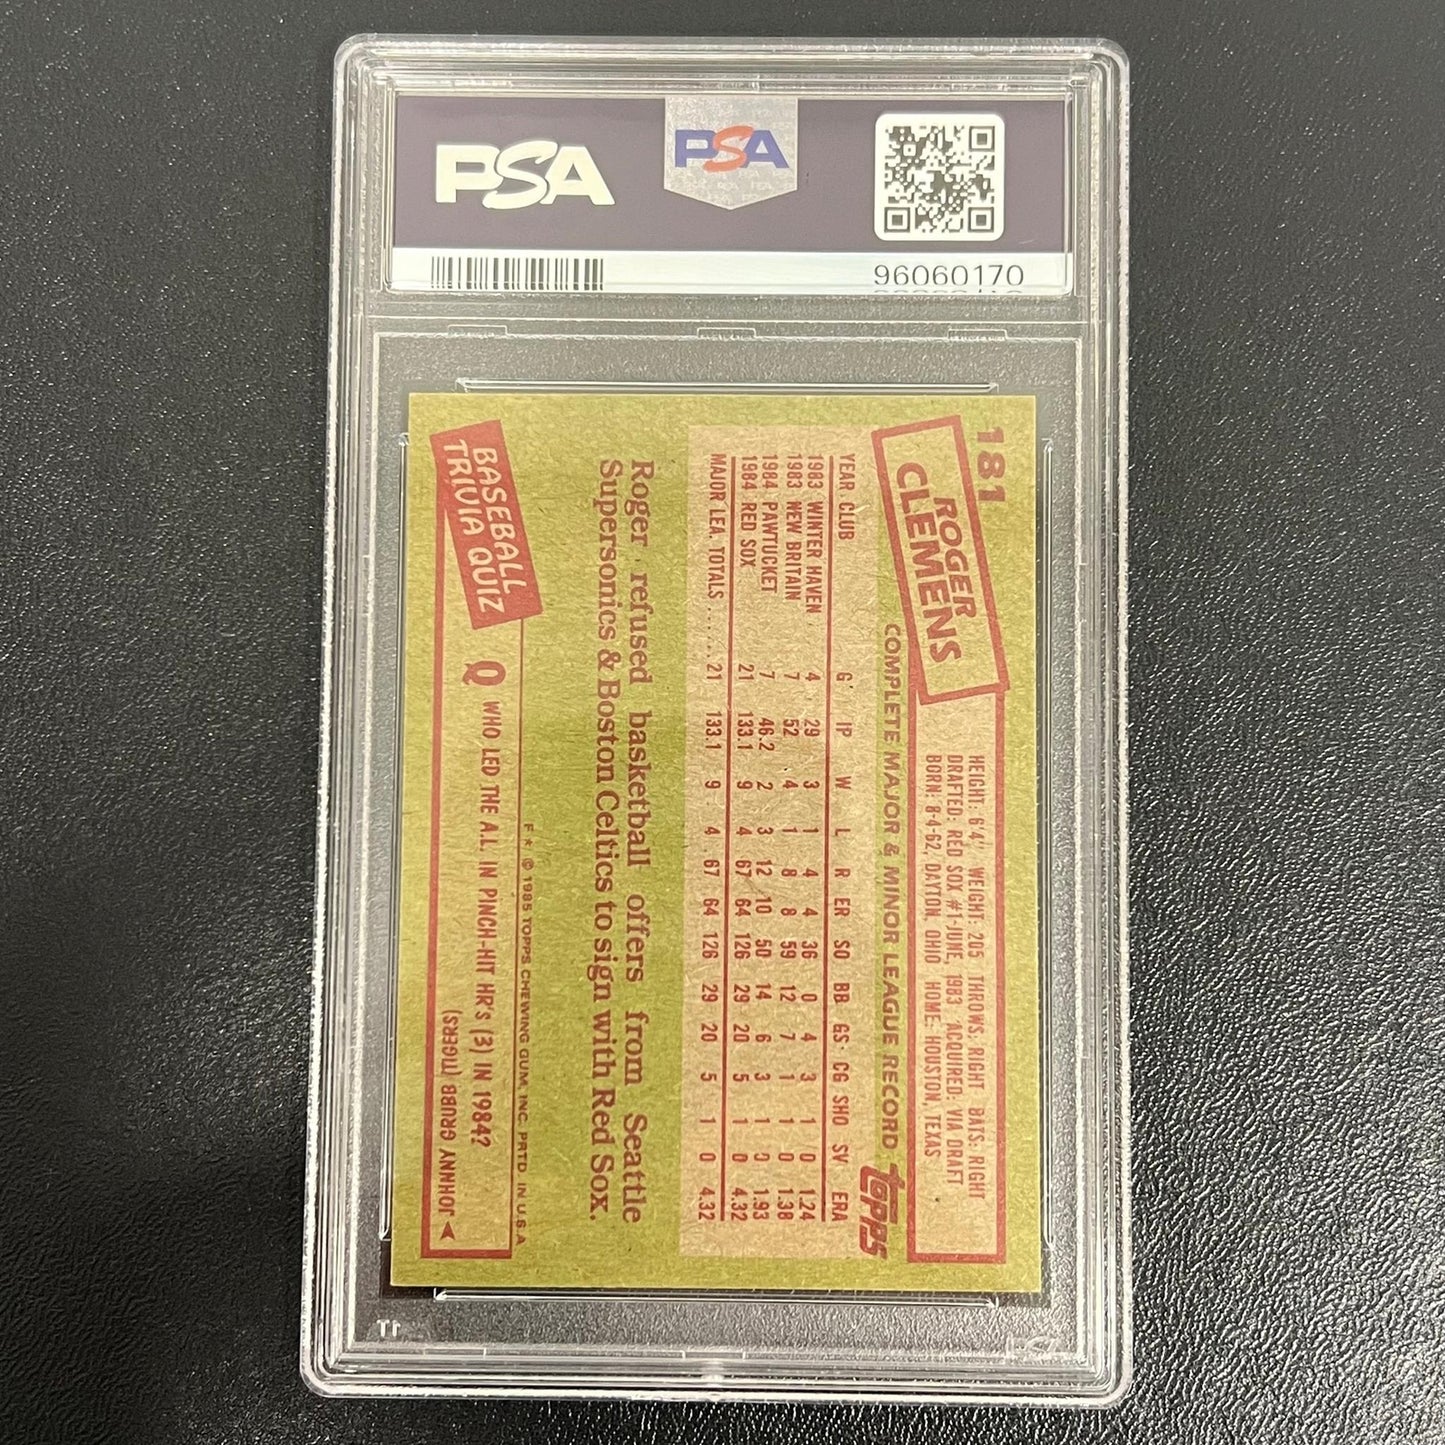 PSA
PSA
96060170
181
ROGER
CLEMENS
HEIGHT: 6'4" WEIGHT: 205 THROWS: RIGHT BATS: RIGHT
DRAFTED: RED SOX #1-JUNE, 1983 ACQUIRED: VIA DRAFT
BORN: 8-4-62, DAYTON, OHIO HOME: HOUSTON, TEXAS
COMPLETE MAJOR & MINOR LEAGUE RECORD
topps
YEAR CLUB G IP W L R ER SO BB GS CG SHO SV ERA
1983 WINTER HAVEN 4 29 3 1 4 4 36 0 4 3 1 0 1.24
1983 NEW BRITAIN 7 52 4 1 8 8 59 12 7 1 1 0 1.38
1984 PAWTUCKET 7 46.2 2 3 12 10 50 14 6 3 1 0 1.93
1984 RED SOX 21 133.1 9 4 67 64 126 29 20 5 1 0 4.32
MAJOR LEA. TOTALS ...... 21 133.1 9 4 67 64 126 29 20 5 1 0 4.32
Roger refused basketball offers from Seattle
Supersonics & Boston Celtics to sign with Red Sox.
F* © 1985 TOPPS CHEWING GUM, INC. PRTD. IN U.S.A.
BASEBALL
TRIVIA QUIZ
Q WHO LED THE A.L. IN PINCH-HIT HR'S (3) IN 1984?
JOHNNY GRUBB (TIGERS)